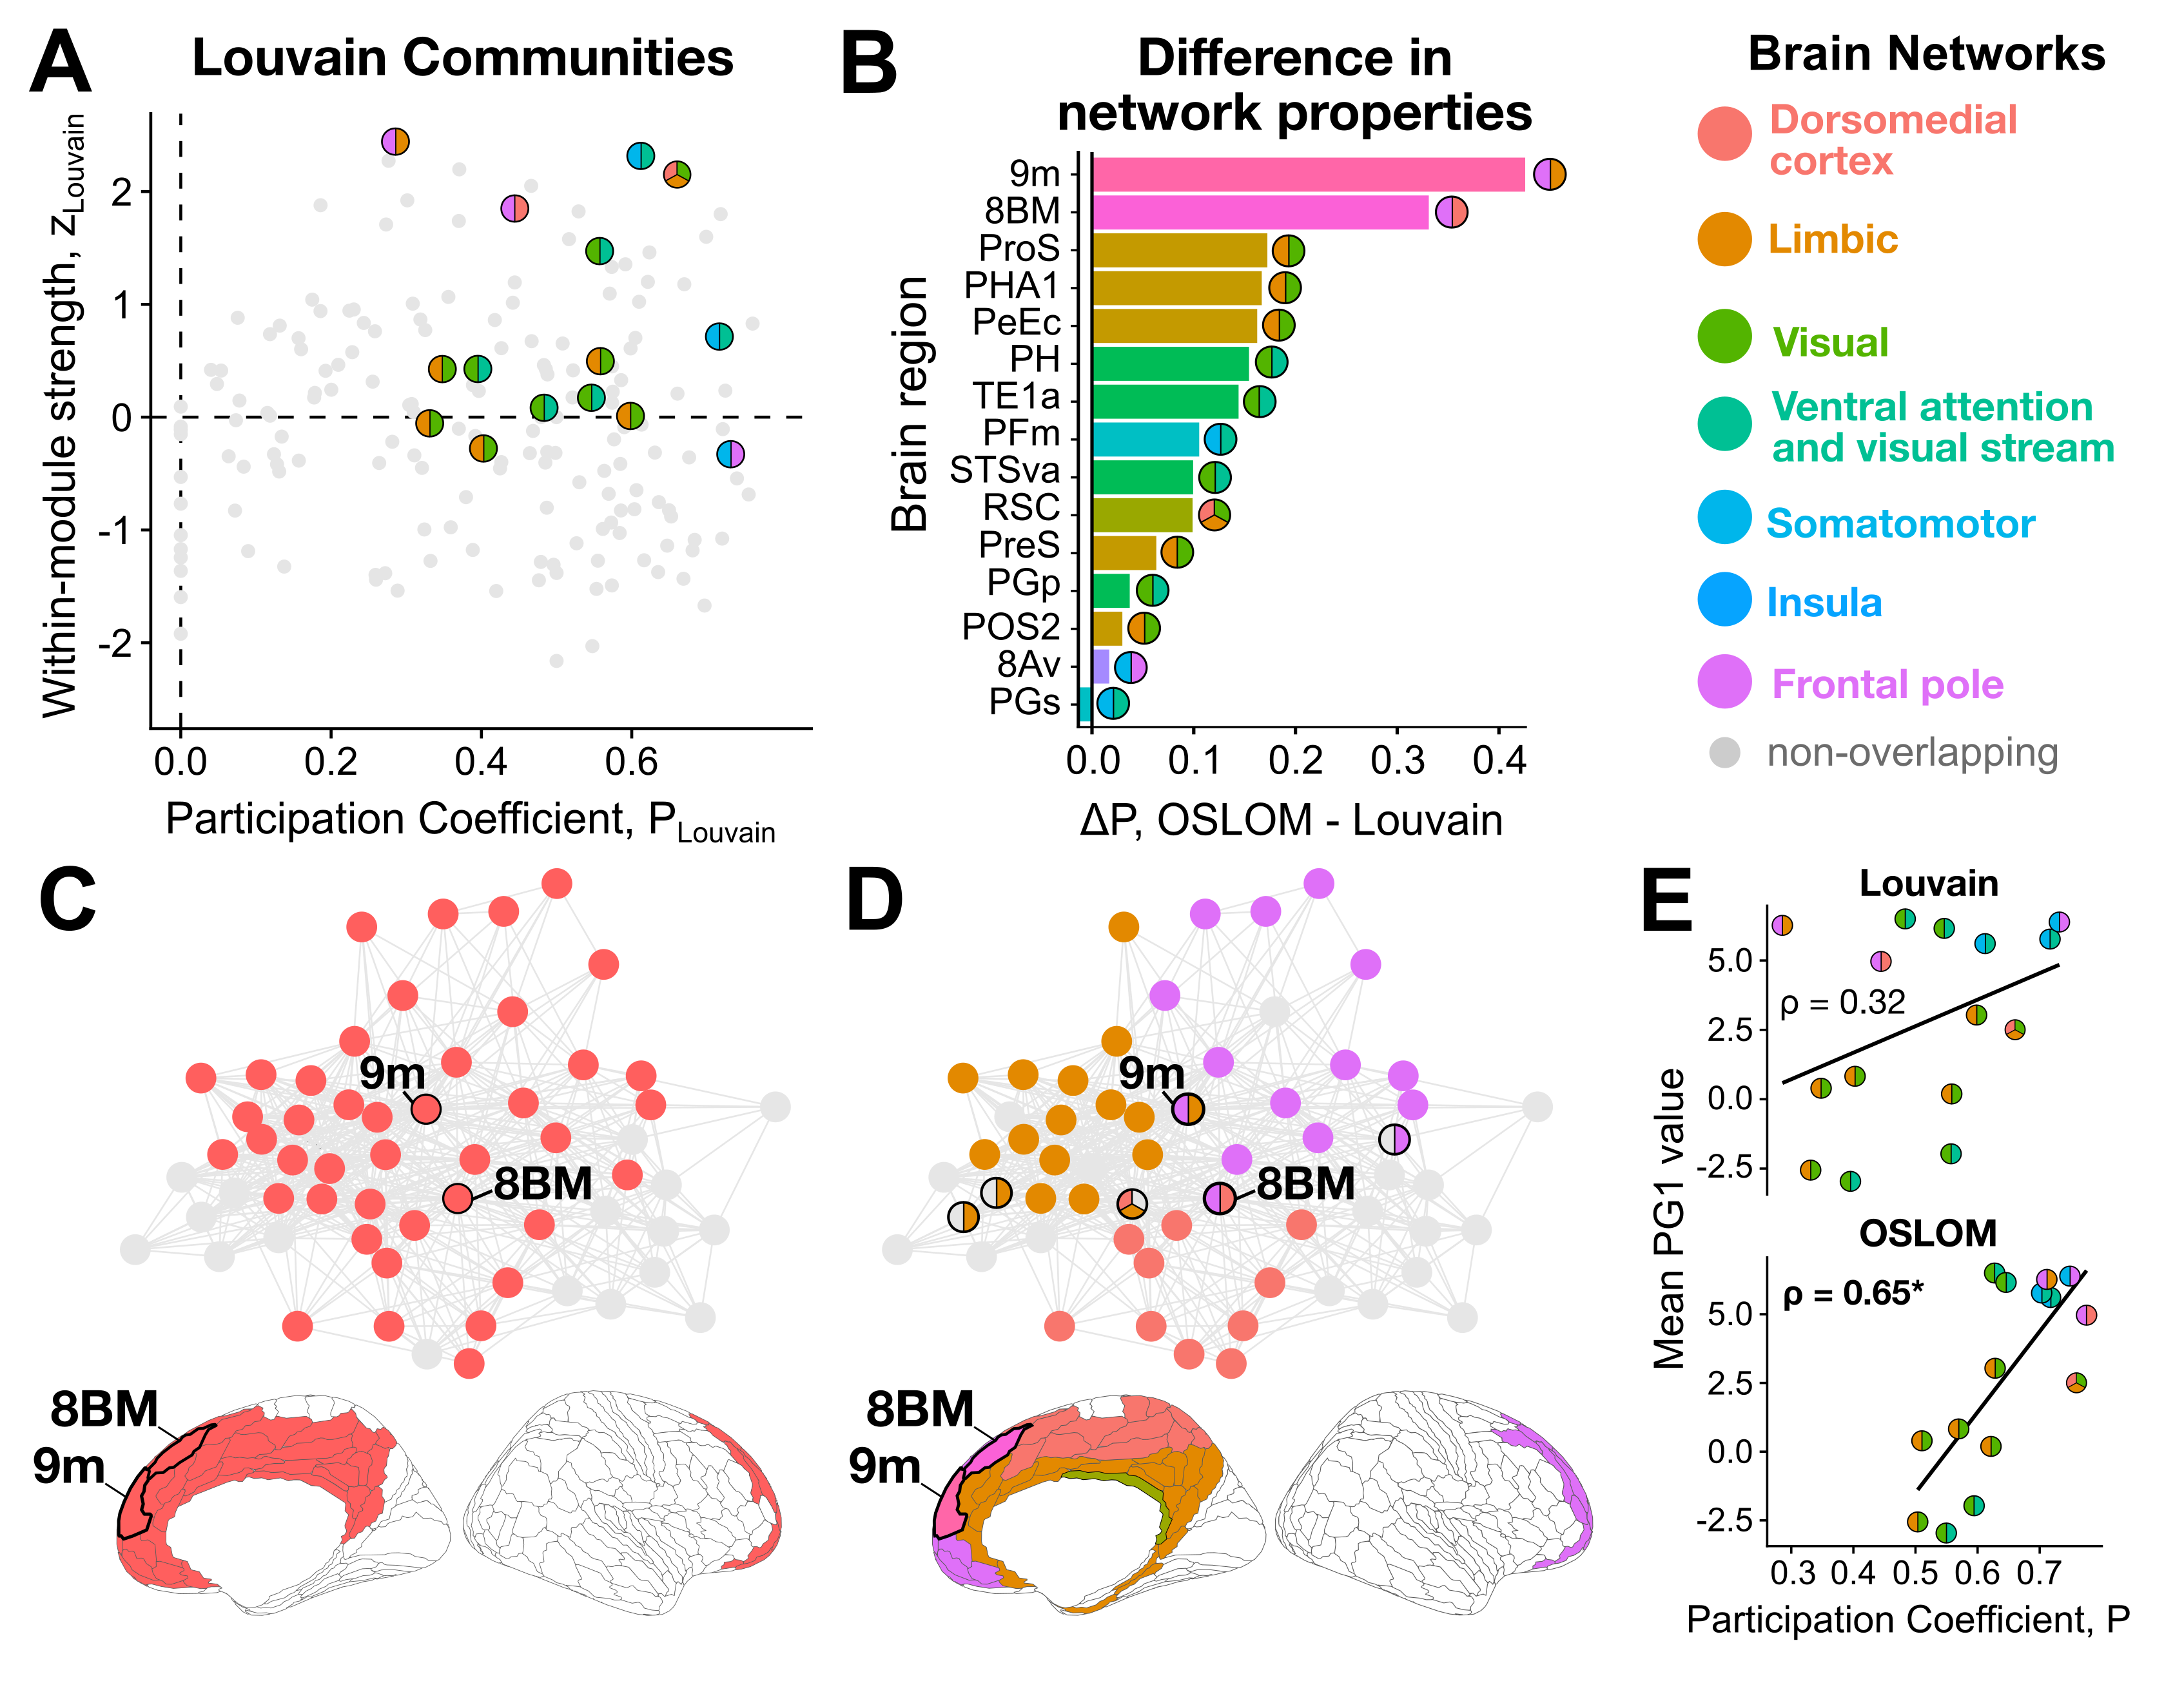 A
Louvain Communities
Within-module strength, zLouvain
2
1
0
-1
-2
0.0 0.2 0.4 0.6
Participation Coefficient, PLouvain
B
Difference in
network properties
Brain region
9m
8BM
ProS
PHA1
PeEc
PH
TE1a
PFm
STSva
RSC
PreS
PGp
POS2
8Av
PGs
0.0 0.1 0.2 0.3 0.4
ΔP, OSLOM - Louvain
Brain Networks
Dorsomedial
cortex
Limbic
Visual
Ventral attention
and visual stream
Somatomotor
Insula
Frontal pole
non-overlapping
C
9m
8BM
8BM
9m
D
9m
8BM
8BM
9m
E
Louvain
Mean PG1 value
5.0
2.5
0.0
-2.5
ρ = 0.32
OSLOM
ρ = 0.65*
5.0
2.5
0.0
-2.5
0.3 0.4 0.5 0.6 0.7
Participation Coefficient, P